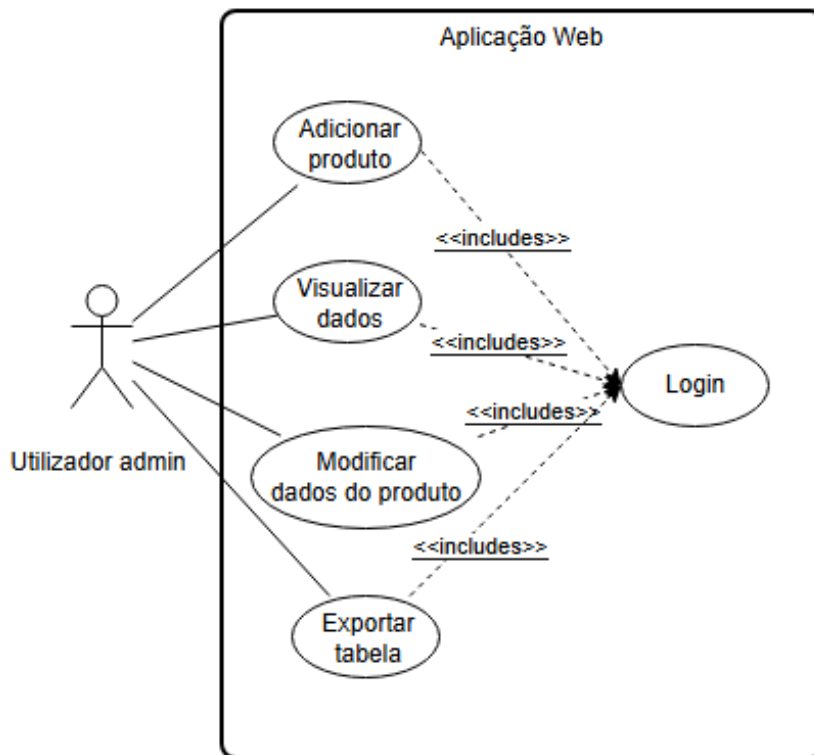 Aplicação Web
Adicionar
produto
<<includes>>
Visualizar
dados
<<includes>>
Login
<<includes>>
Utilizador admin
Modificar
dados do produto
<<includes>>
Exportar
tabela